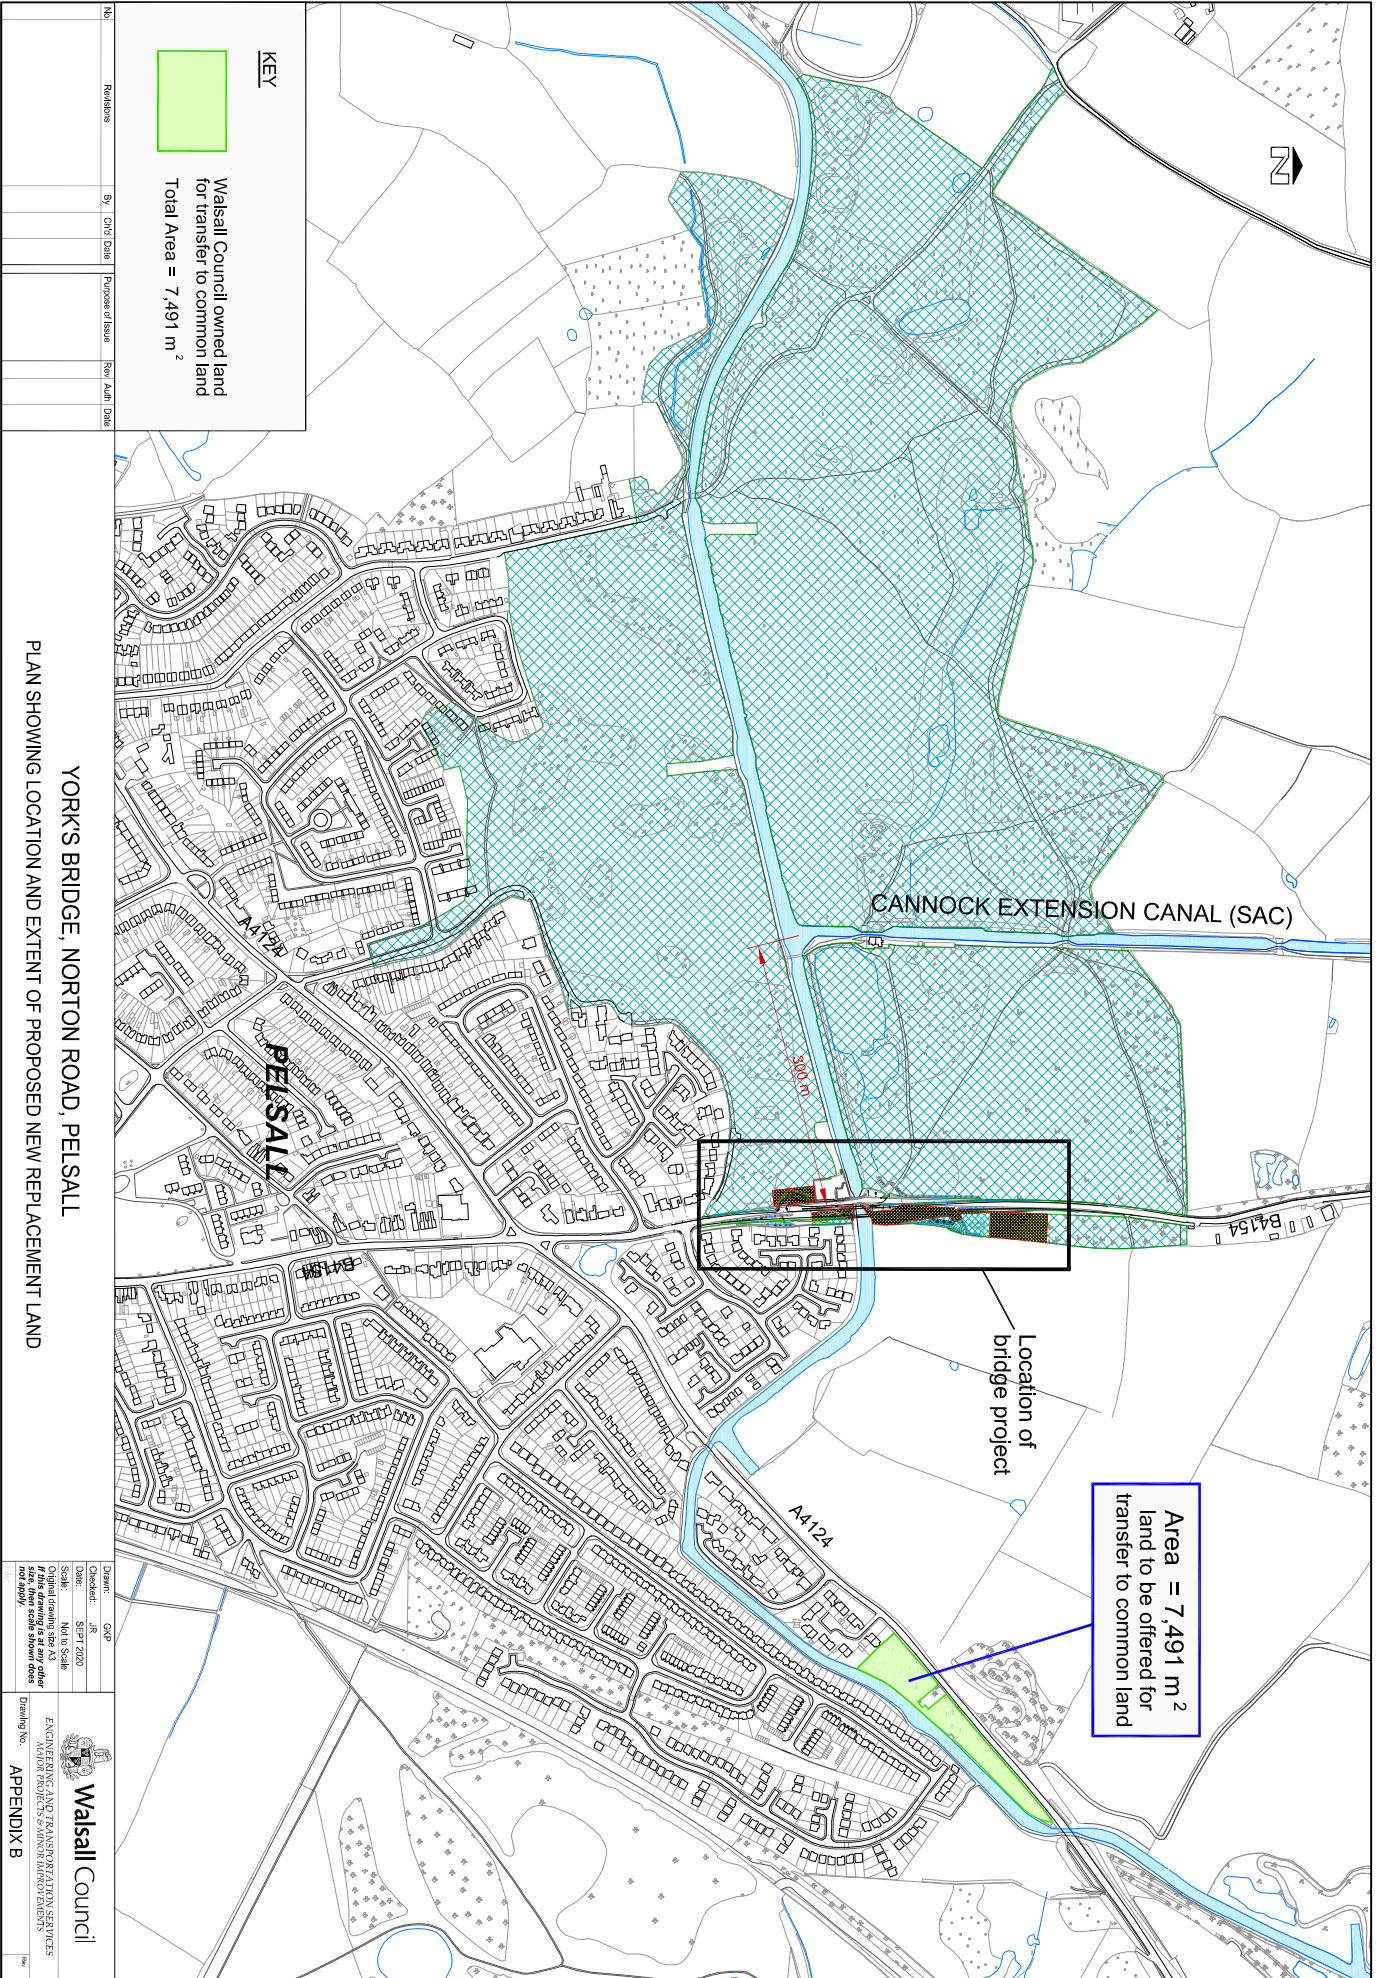 KEY
Walsall Council owned land
for transfer to common land
Total Area = 7,491 m 2
N
CANNOCK EXTENSION CANAL (SAC)
300 m
B4154
Location of
bridge project
Area = 7,491 m 2
land to be offered for
transfer to common land
A4124
A4124
PELSALL
B4154
No
Revisions
By
Ch'd
Date
Purpose of Issue
Rev
Auth
Date
YORK'S BRIDGE, NORTON ROAD, PELSALL
PLAN SHOWING LOCATION AND EXTENT OF PROPOSED NEW REPLACEMENT LAND
Drawn: GKP
Checked: JR
Date: SEPT 2020
Scale: Not to Scale
Original drawing size A3
If this drawing is at any other
size, then scale shown does
not apply.
Walsall Council
ENGINEERING AND TRANSPORTATION SERVICES
MAJOR PROJECTS & MINOR IMPROVEMENTS
Drawing No.
APPENDIX B
Rev